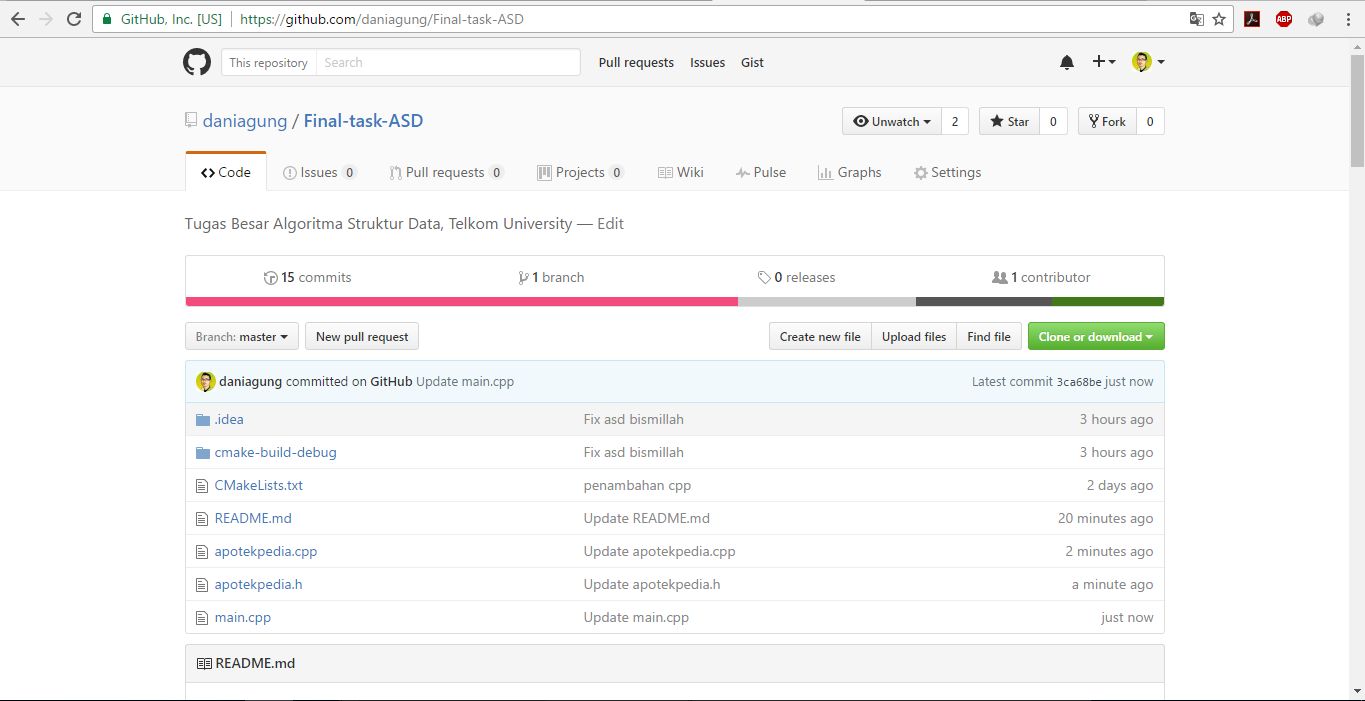 GitHub, Inc. [US] https://github.com/daniagung/Final-task-ASD
This repository Search Pull requests Issues Gist
daniagung / Final-task-ASD Unwatch 2 Star 0 Fork 0
Code Issues 0 Pull requests 0 Projects 0 Wiki Pulse Graphs Settings
Tugas Besar Algoritma Struktur Data, Telkom University — Edit
15 commits 1 branch 0 releases 1 contributor
Branch: master New pull request Create new file Upload files Find file Clone or download
daniagung committed on GitHub Update main.cpp Latest commit 3ca68be just now
.idea Fix asd bismillah 3 hours ago
cmake-build-debug Fix asd bismillah 3 hours ago
CMakeLists.txt penambahan cpp 2 days ago
README.md Update README.md 20 minutes ago
apotekpedia.cpp Update apotekpedia.cpp 2 minutes ago
apotekpedia.h Update apotekpedia.h a minute ago
main.cpp Update main.cpp just now
README.md